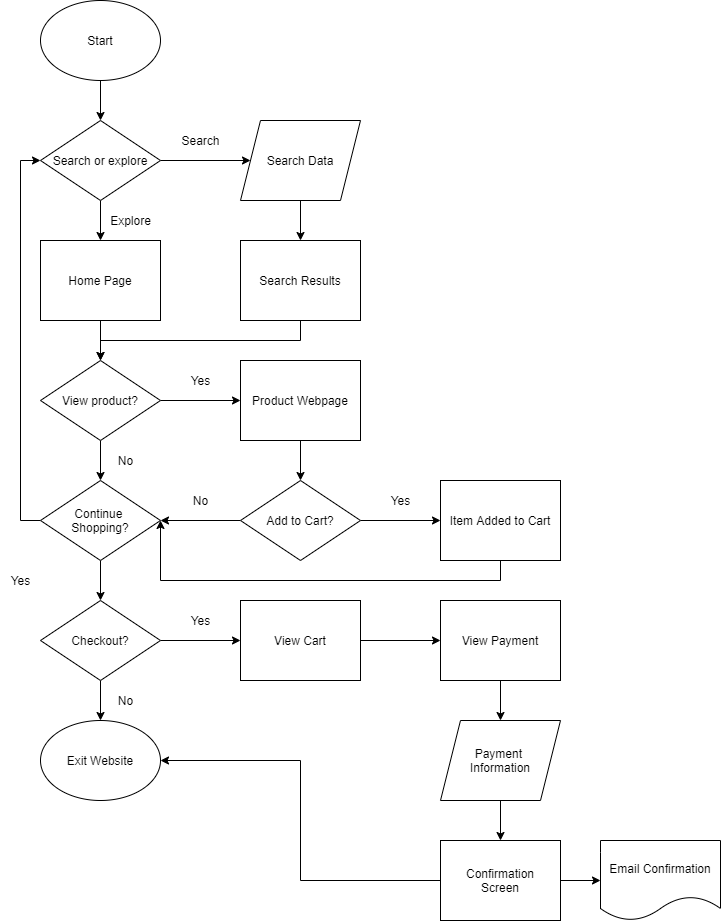 Start
Search or explore
Search
Search Data
Explore
Home Page
Search Results
View product?
Yes
Product Webpage
No
Continue
Shopping?
No
Add to Cart?
Yes
Item Added to Cart
Yes
Checkout?
Yes
View Cart
View Payment
No
Exit Website
Payment
Information
Confirmation
Screen
Email Confirmation